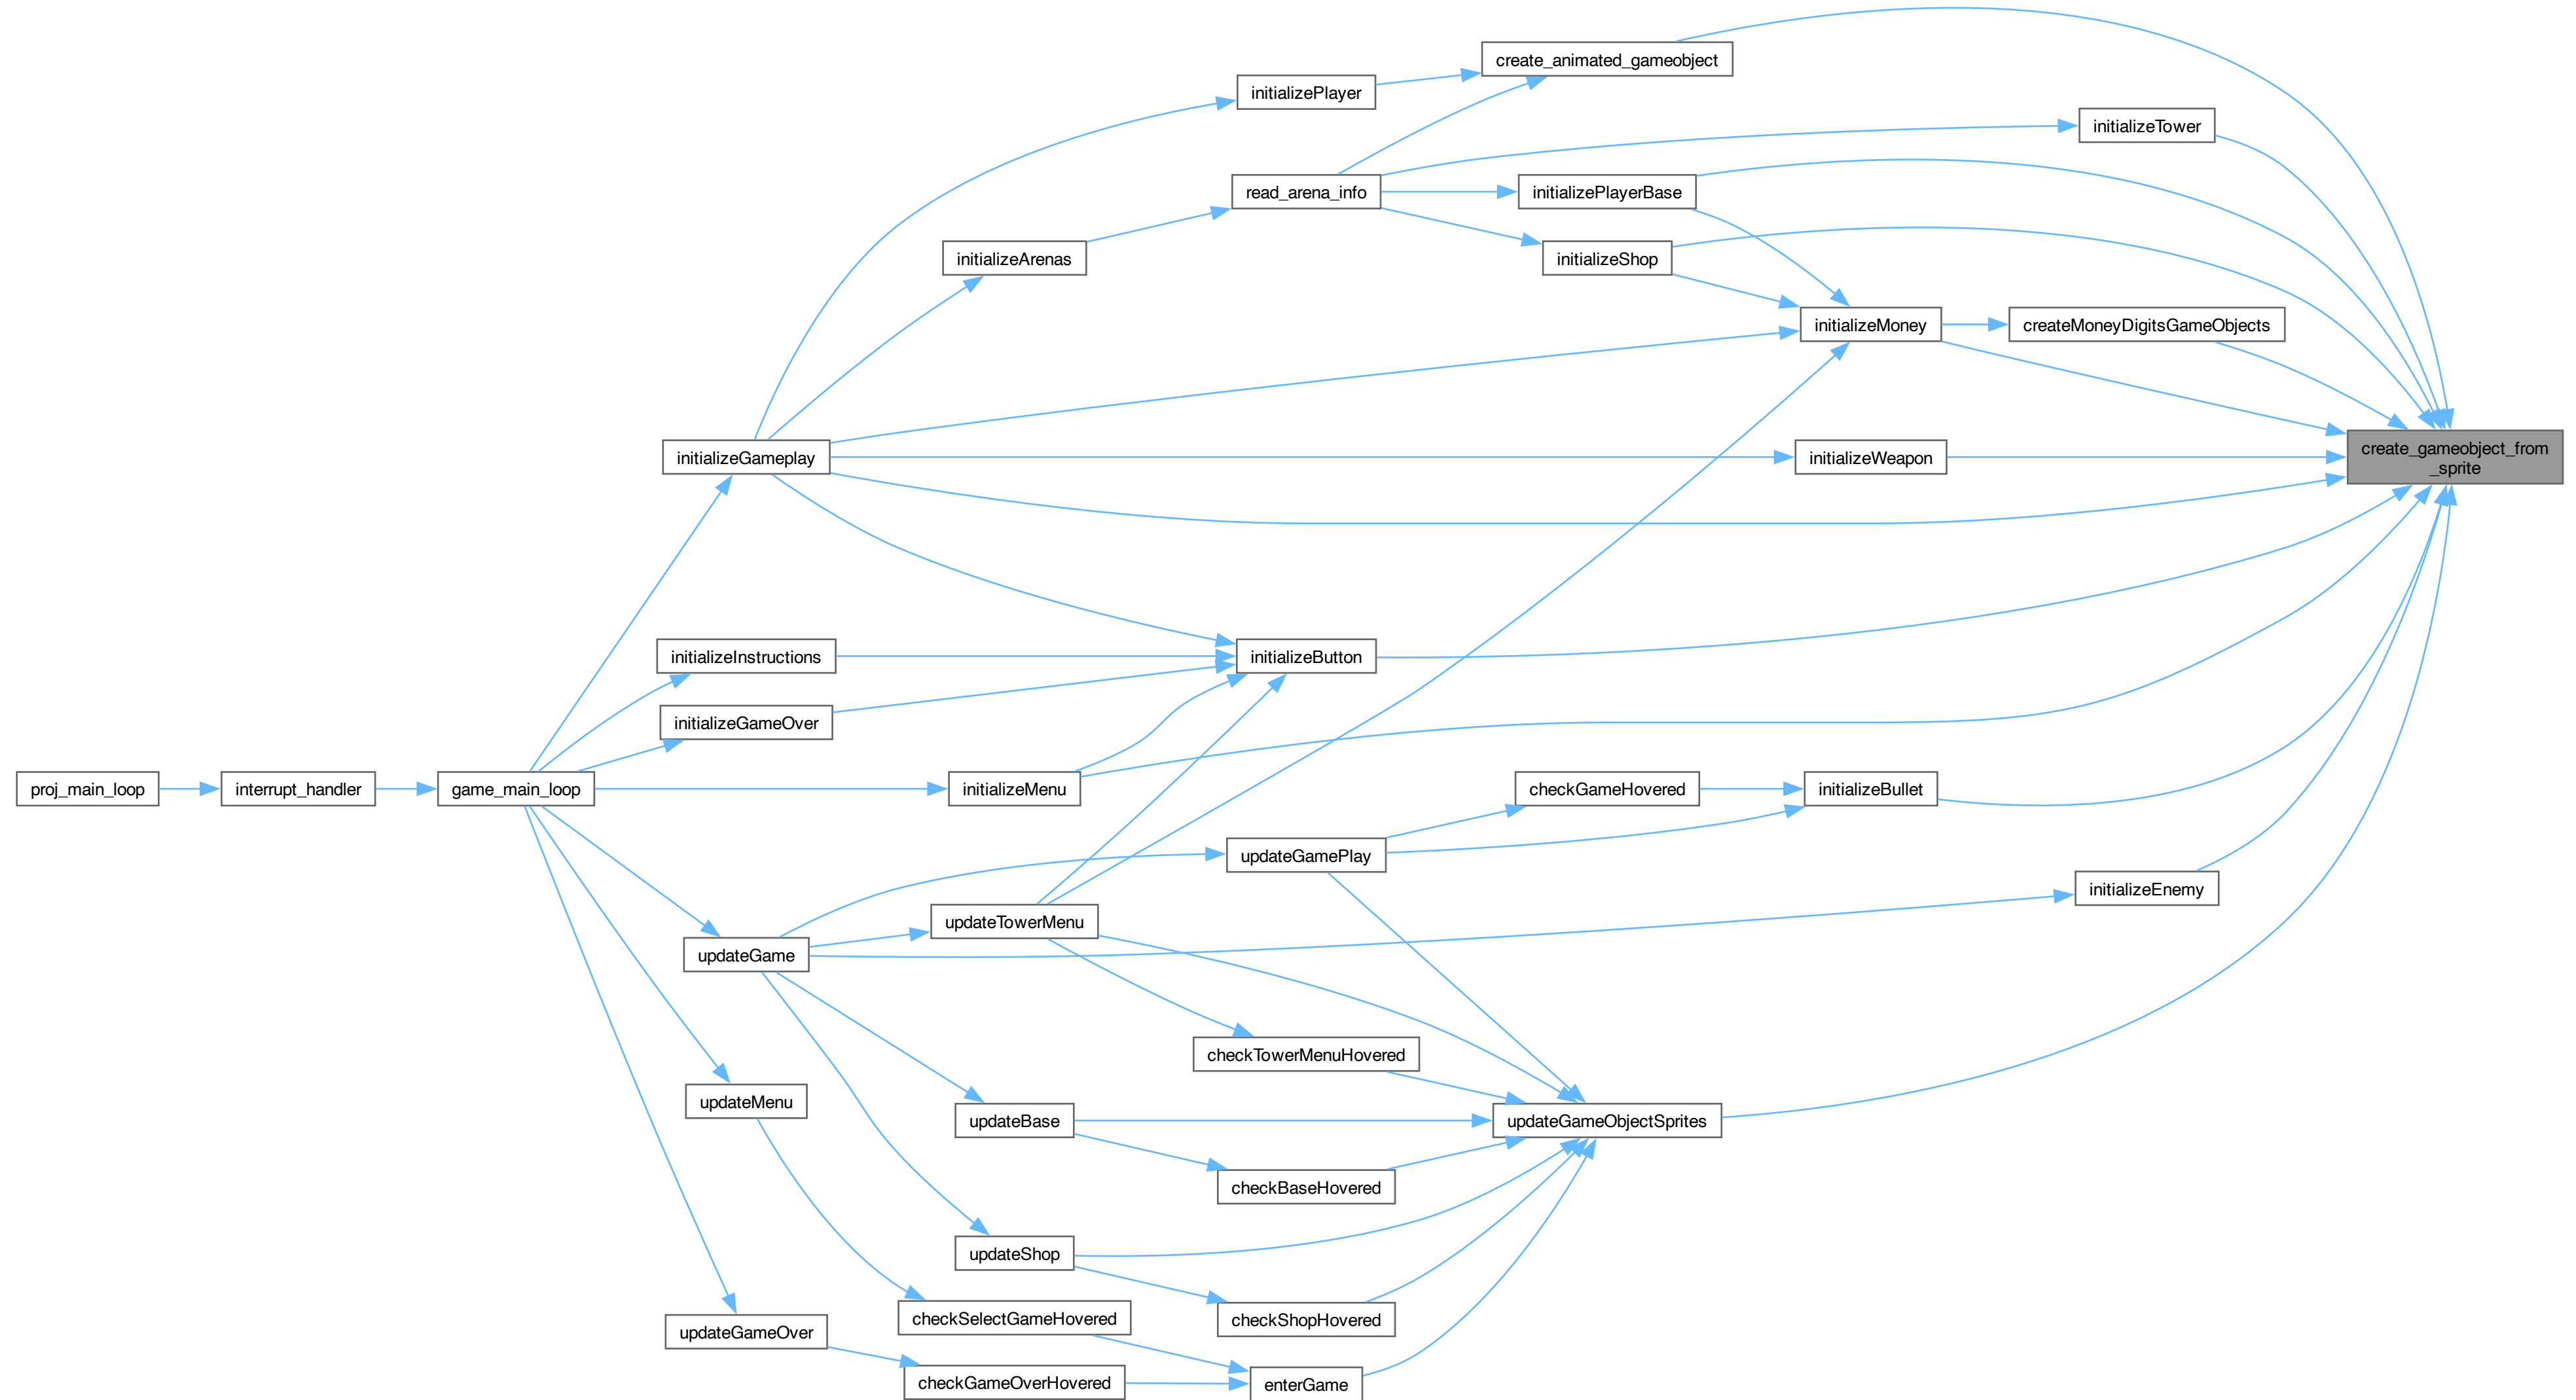 create_animated_gameobject
initializePlayer
initializeTower
read_arena_info
initializePlayerBase
initializeArenas
initializeShop
initializeMoney
createMoneyDigitsGameObjects
initializeGameplay
initializeWeapon
create_gameobject_from
_sprite
initializeInstructions
initializeButton
initializeGameOver
proj_main_loop
interrupt_handler
game_main_loop
initializeMenu
checkGameHovered
initializeBullet
updateGamePlay
initializeEnemy
updateTowerMenu
updateGame
checkTowerMenuHovered
updateMenu
updateBase
updateGameObjectSprites
checkBaseHovered
updateShop
checkSelectGameHovered
checkShopHovered
updateGameOver
checkGameOverHovered
enterGame